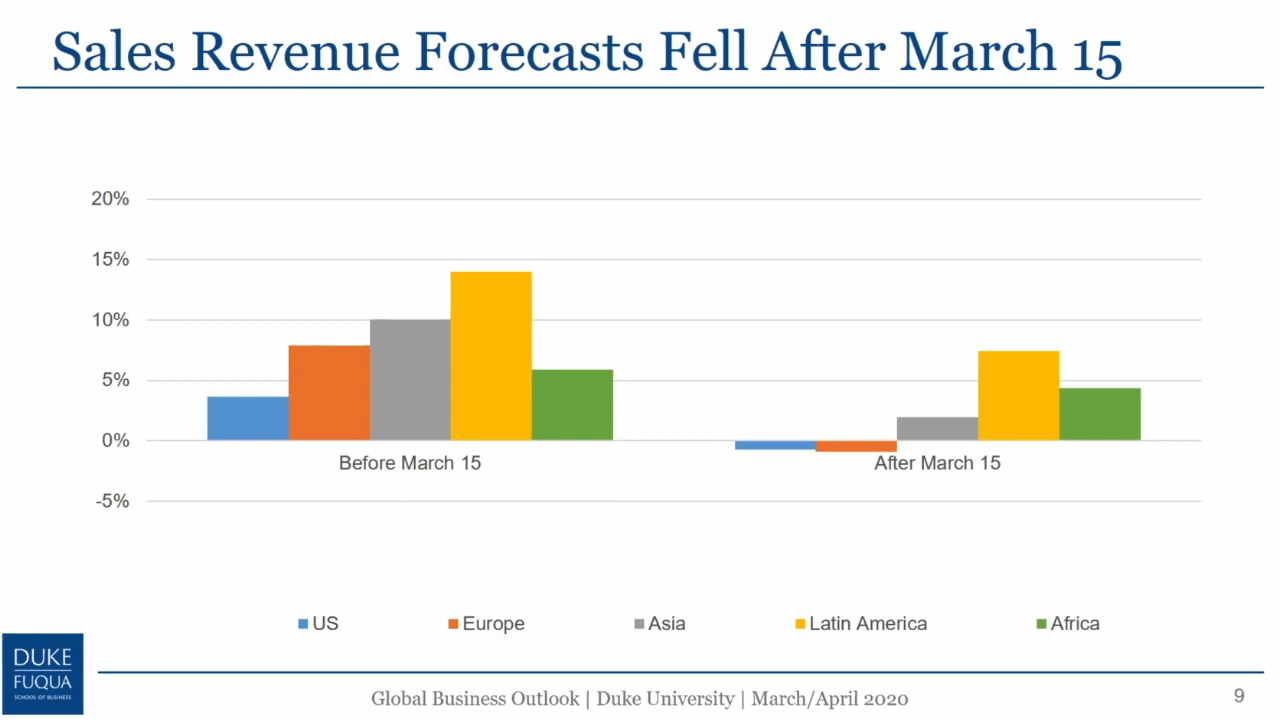 Sales Revenue Forecasts Fell After March 15
20%
15%
10%
5%
0%
-5%
Before March 15
After March 15
US
Europe
Asia
Latin America
Africa
DUKE
FUQUA
SCHOOL OF BUSINESS
Global Business Outlook | Duke University | March/April 2020
9